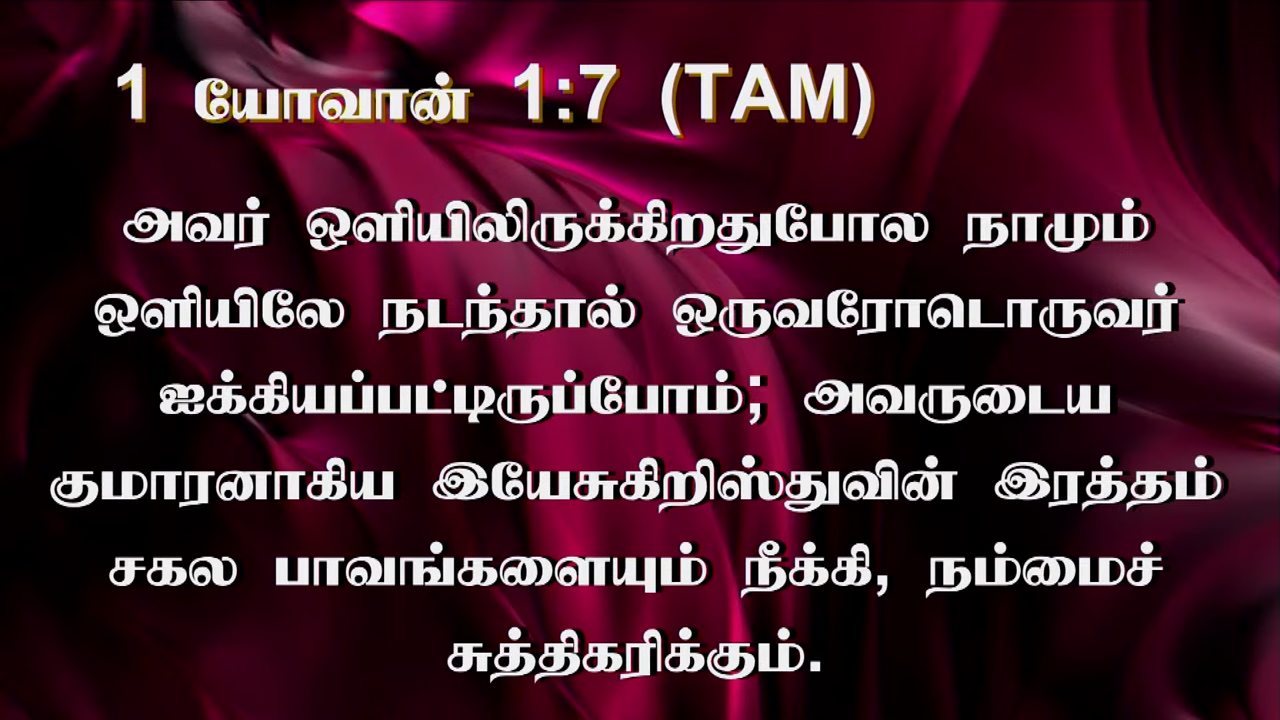 1 யோவான் 1:7 (TAM)
அவர் ஒளியிலிருக்கிறதுபோல நாமும்
ஒளியிலே நடந்தால் ஒருவரோடொருவர்
ஐக்கியப்பட்டிருப்போம்; அவருடைய
குமாரனாகிய இயேசுகிறிஸ்துவின் இரத்தம்
சகல பாவங்களையும் நீக்கி, நம்மைச்
சுத்திகரிக்கும்.